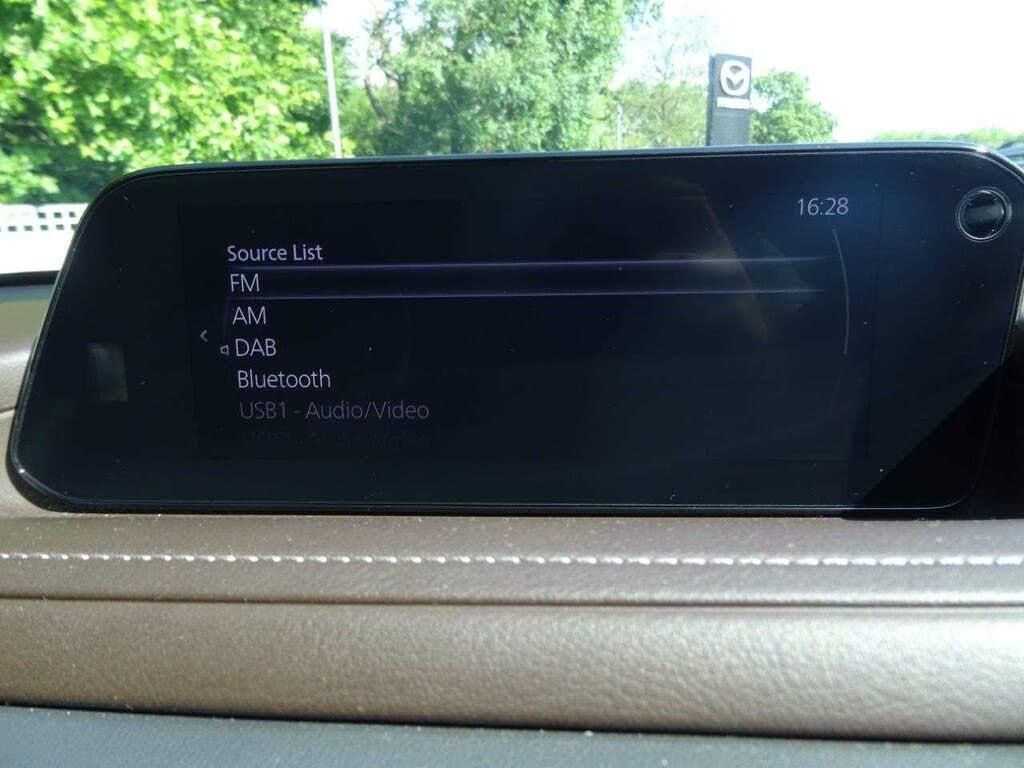 16:28
Source List
FM
AM
DAB
Bluetooth
USB1 - Audio/Video